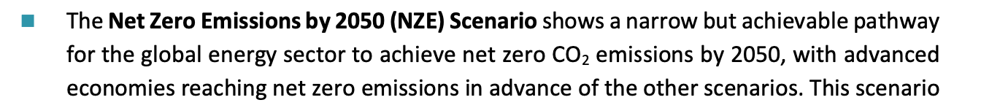 The Net Zero Emissions by 2050 (NZE) Scenario shows a narrow but achievable pathway
for the global energy sector to achieve net zero CO₂ emissions by 2050, with advanced
economies reaching net zero emissions in advance of the other scenarios. This scenario